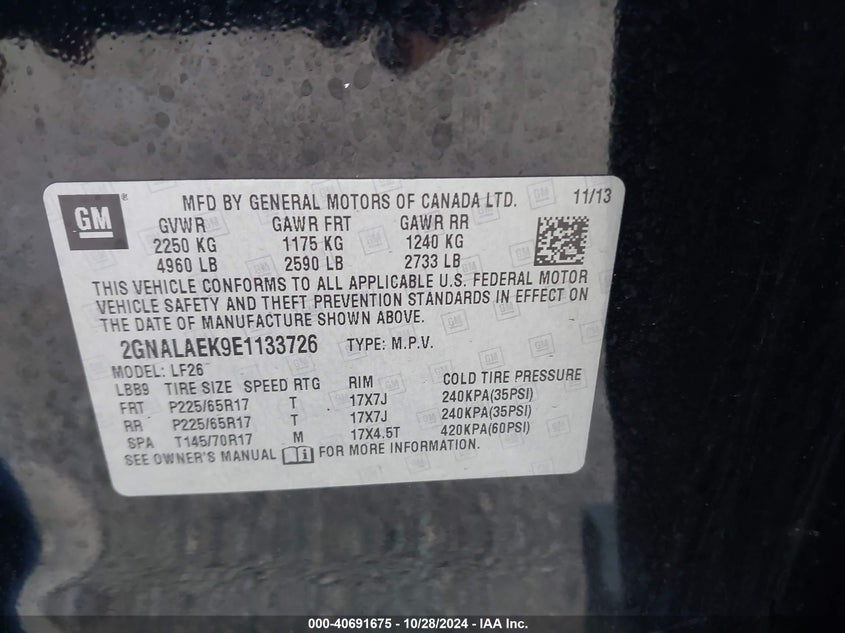 GM ® MFD BY GENERAL MOTORS OF CANADA LTD. 11/13
GVWR GAWR FRT GAWR RR
2250 KG 1175 KG 1240 KG
4960 LB 2590 LB 2733 LB
THIS VEHICLE CONFORMS TO ALL APPLICABLE U.S. FEDERAL MOTOR
VEHICLE SAFETY AND THEFT PREVENTION STANDARDS IN EFFECT ON
THE DATE OF MANUFACTURE SHOWN ABOVE.
2GNALAEK9E1133726 TYPE: M.P.V.
MODEL: LF26
LBB9 TIRE SIZE SPEED RTG RIM COLD TIRE PRESSURE
FRT P225/65R17 T 17X7J 240KPA(35PSI)
RR P225/65R17 T 17X7J 240KPA(35PSI)
SPA T145/70R17 M 17X4.5T 420KPA(60PSI)
SEE OWNER'S MANUAL FOR MORE INFORMATION.
000-40691675 - 10/28/2024 - IAA Inc.